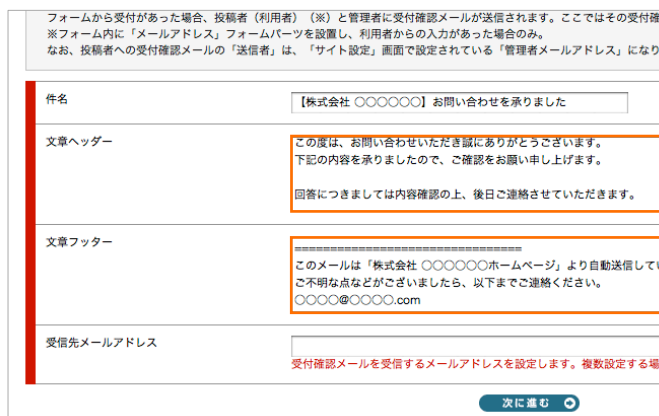 フォームから受付があった場合、投稿者（利用者）（※）と管理者に受付確認メールが送信されます。ここではその受付確
※フォーム内に「メールアドレス」フォームパーツを設置し、利用者からの入力があった場合のみ。
なお、投稿者への受付確認メールの「送信者」は、「サイト設定」画面で設定されている「管理者メールアドレス」になり
件名
【株式会社 〇〇〇〇〇〇】お問い合わせを承りました
文章ヘッダー
この度は、お問い合わせいただき誠にありがとうございます。
下記の内容を承りましたので、ご確認をお願い申し上げます。
回答につきましては内容確認の上、後日ご連絡させていただきます。
文章フッター
================================
このメールは「株式会社 〇〇〇〇〇〇ホームページ」より自動送信してい
ご不明な点などがございましたら、以下までご連絡ください。
〇〇〇〇@〇〇〇〇.com
受信先メールアドレス
受付確認メールを受信するメールアドレスを設定します。複数設定する場
次に進む